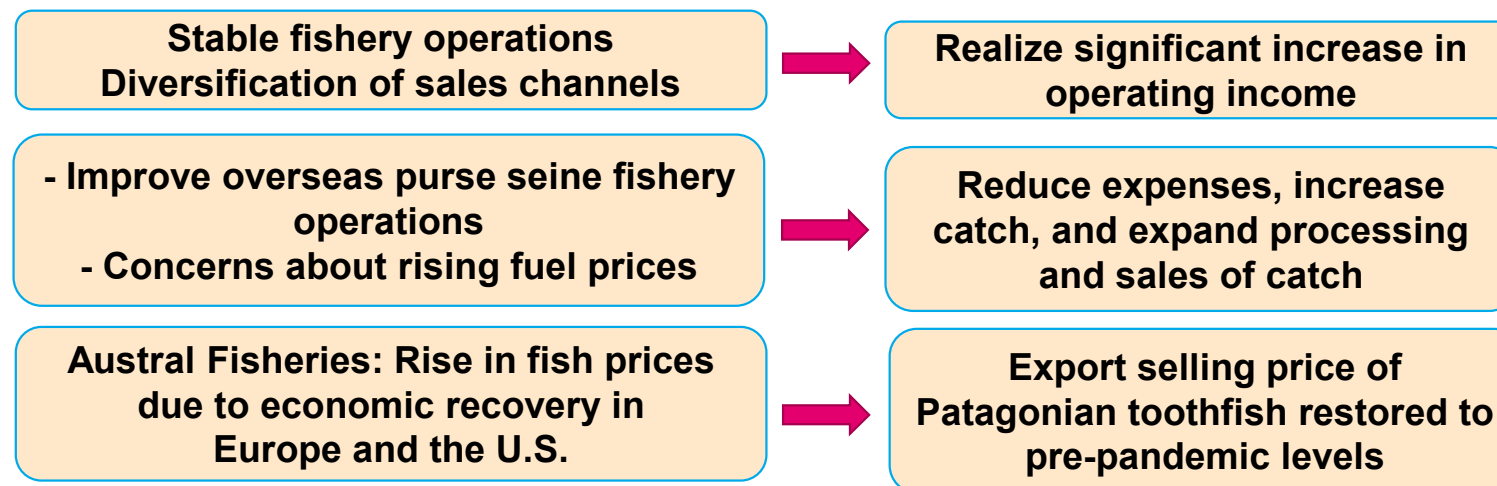 Stable fishery operations
Diversification of sales channels
Realize significant increase in
operating income
- Improve overseas purse seine fishery
operations
- Concerns about rising fuel prices
Reduce expenses, increase
catch, and expand processing
and sales of catch
Austral Fisheries: Rise in fish prices
due to economic recovery in
Europe and the U.S.
Export selling price of
Patagonian toothfish restored to
pre-pandemic levels